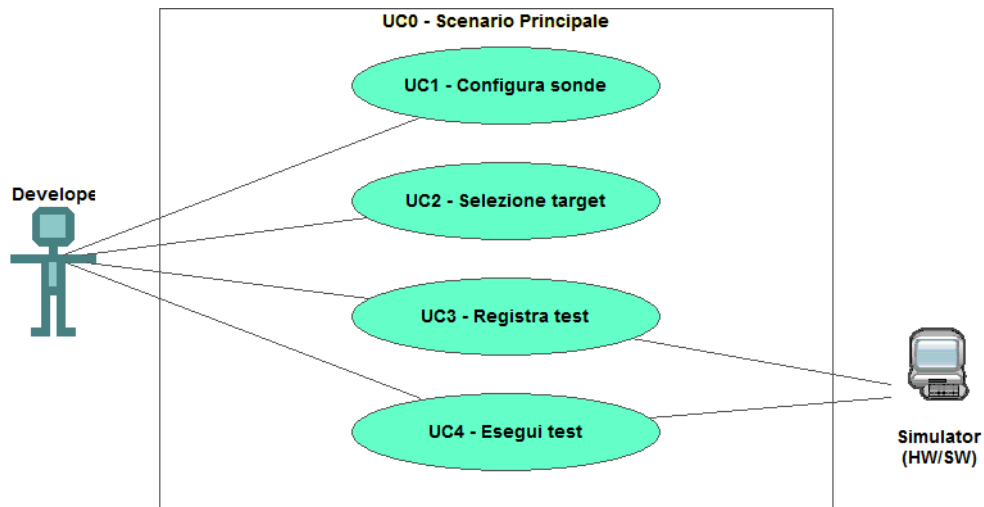 UC0 - Scenario Principale
UC1 - Configura sonde
UC2 - Selezione target
Develope
UC3 - Registra test
UC4 - Esegui test
Simulator
(HW/SW)